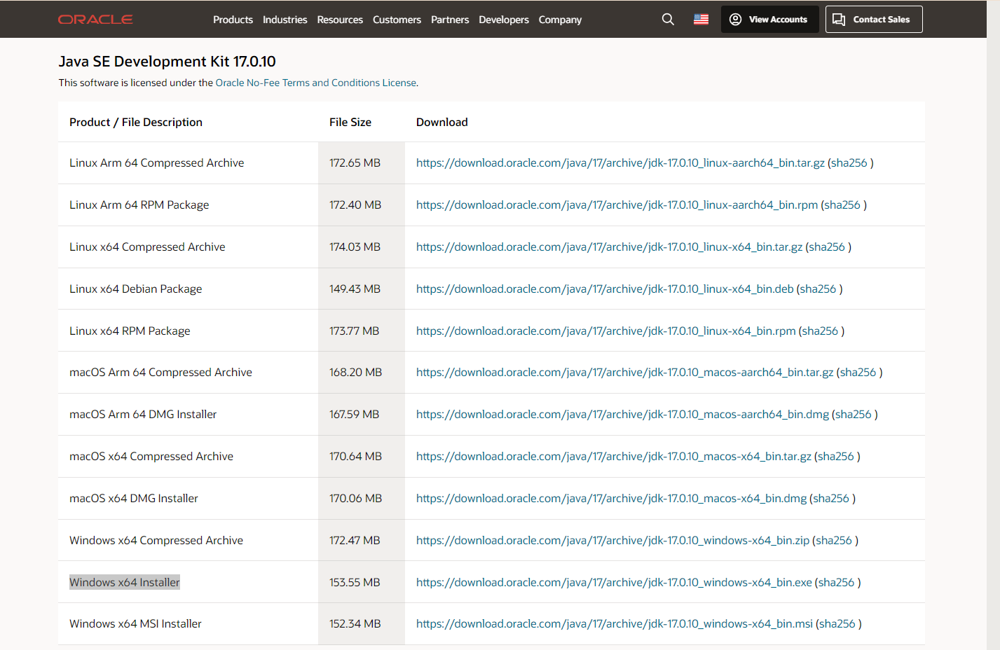 ORACLE Products Industries Resources Customers Partners Developers Company View Accounts Contact Sales
Java SE Development Kit 17.0.10
This software is licensed under the Oracle No-Fee Terms and Conditions License.
Product / File Description File Size Download
Linux Arm 64 Compressed Archive 172.65 MB https://download.oracle.com/java/17/archive/jdk-17.0.10_linux-aarch64_bin.tar.gz (sha256 )
Linux Arm 64 RPM Package 172.40 MB https://download.oracle.com/java/17/archive/jdk-17.0.10_linux-aarch64_bin.rpm (sha256 )
Linux x64 Compressed Archive 174.03 MB https://download.oracle.com/java/17/archive/jdk-17.0.10_linux-x64_bin.tar.gz (sha256 )
Linux x64 Debian Package 149.43 MB https://download.oracle.com/java/17/archive/jdk-17.0.10_linux-x64_bin.deb (sha256 )
Linux x64 RPM Package 173.77 MB https://download.oracle.com/java/17/archive/jdk-17.0.10_linux-x64_bin.rpm (sha256 )
macOS Arm 64 Compressed Archive 168.20 MB https://download.oracle.com/java/17/archive/jdk-17.0.10_macos-aarch64_bin.tar.gz (sha256 )
macOS Arm 64 DMG Installer 167.59 MB https://download.oracle.com/java/17/archive/jdk-17.0.10_macos-aarch64_bin.dmg (sha256 )
macOS x64 Compressed Archive 170.64 MB https://download.oracle.com/java/17/archive/jdk-17.0.10_macos-x64_bin.tar.gz (sha256 )
macOS x64 DMG Installer 170.06 MB https://download.oracle.com/java/17/archive/jdk-17.0.10_macos-x64_bin.dmg (sha256 )
Windows x64 Compressed Archive 172.47 MB https://download.oracle.com/java/17/archive/jdk-17.0.10_windows-x64_bin.zip (sha256 )
Windows x64 Installer 153.55 MB https://download.oracle.com/java/17/archive/jdk-17.0.10_windows-x64_bin.exe (sha256 )
Windows x64 MSI Installer 152.34 MB https://download.oracle.com/java/17/archive/jdk-17.0.10_windows-x64_bin.msi (sha256 )